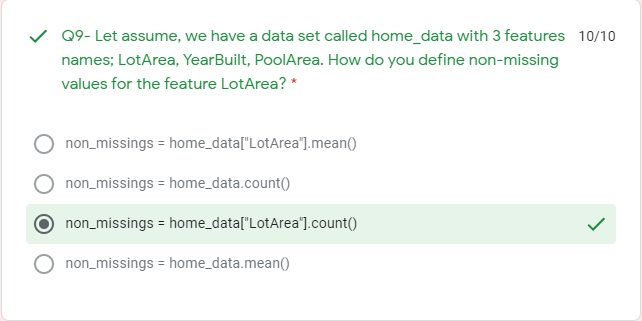 Q9- Let assume, we have a data set called home_data with 3 features 10/10
names; LotArea, YearBuilt, PoolArea. How do you define non-missing
values for the feature LotArea? *
non_missings = home_data["LotArea"].mean()
non_missings = home_data.count()
non_missings = home_data["LotArea"].count()
non_missings = home_data.mean()